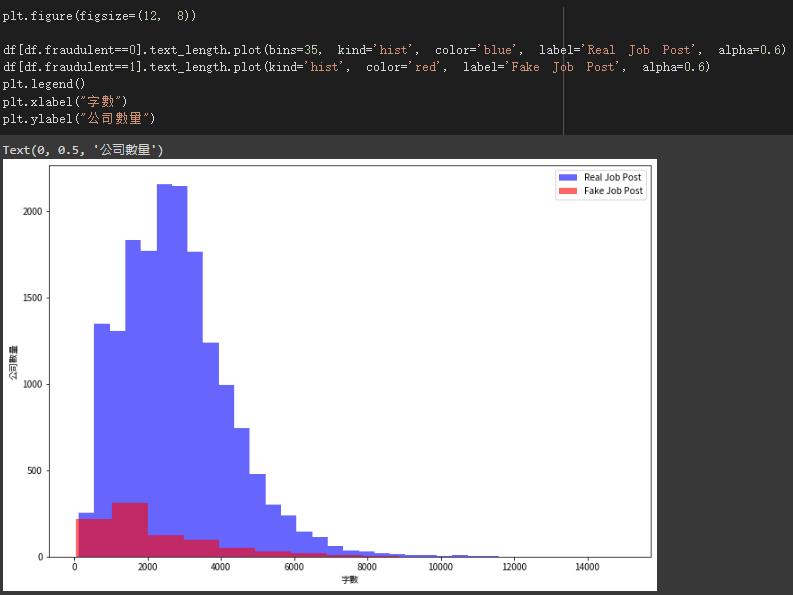 plt.figure(figsize=(12, 8))
df[df.fraudulent==0].text_length.plot(bins=35, kind='hist', color='blue', label='Real Job Post', alpha=0.6)
df[df.fraudulent==1].text_length.plot(kind='hist', color='red', label='Fake Job Post', alpha=0.6)
plt.legend()
plt.xlabel("字數")
plt.ylabel("公司數量")
Text(0, 0.5, '公司數量')
Real Job Post
Fake Job Post
2000
1500
1000
500
0
公司數量
0 2000 4000 6000 8000 10000 12000 14000
字數